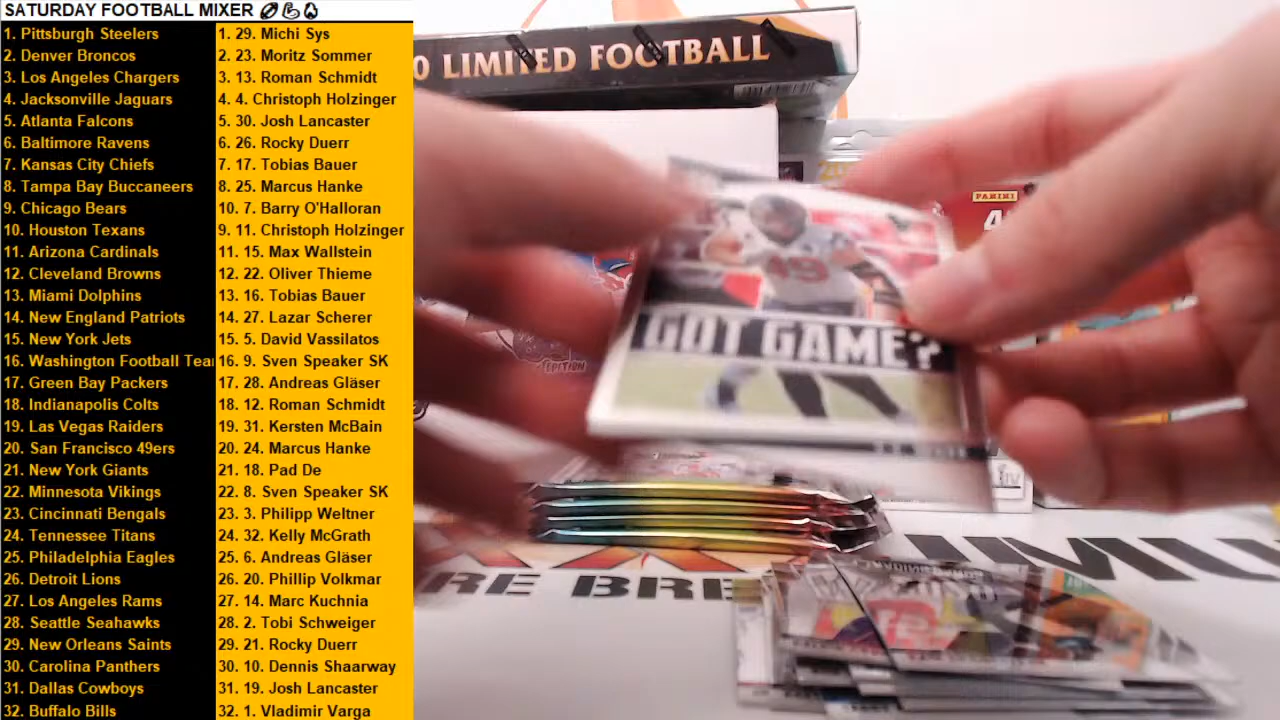 SATURDAY FOOTBALL MIXER 🏈💪🔥
1. Pittsburgh Steelers
2. Denver Broncos
3. Los Angeles Chargers
4. Jacksonville Jaguars
5. Atlanta Falcons
6. Baltimore Ravens
7. Kansas City Chiefs
8. Tampa Bay Buccaneers
9. Chicago Bears
10. Houston Texans
11. Arizona Cardinals
12. Cleveland Browns
13. Miami Dolphins
14. New England Patriots
15. New York Jets
16. Washington Football Tear
17. Green Bay Packers
18. Indianapolis Colts
19. Las Vegas Raiders
20. San Francisco 49ers
21. New York Giants
22. Minnesota Vikings
23. Cincinnati Bengals
24. Tennessee Titans
25. Philadelphia Eagles
26. Detroit Lions
27. Los Angeles Rams
28. Seattle Seahawks
29. New Orleans Saints
30. Carolina Panthers
31. Dallas Cowboys
32. Buffalo Bills
1. 29. Michi Sys
2. 23. Moritz Sommer
3. 13. Roman Schmidt
4. 4. Christoph Holzinger
5. 30. Josh Lancaster
6. 26. Rocky Duerr
7. 17. Tobias Bauer
8. 25. Marcus Hanke
10. 7. Barry O'Halloran
9. 11. Christoph Holzinger
11. 15. Max Wallstein
12. 22. Oliver Thieme
13. 16. Tobias Bauer
14. 27. Lazar Scherer
15. 5. David Vassilatos
16. 9. Sven Speaker SK
17. 28. Andreas Gläser
18. 12. Roman Schmidt
19. 31. Kersten McBain
20. 24. Marcus Hanke
21. 18. Pad De
22. 8. Sven Speaker SK
23. 3. Philipp Weltner
24. 32. Kelly McGrath
25. 6. Andreas Gläser
26. 20. Phillip Volkmar
27. 14. Marc Kuchnia
28. 2. Tobi Schweiger
29. 21. Rocky Duerr
30. 10. Dennis Shaarway
31. 19. Josh Lancaster
32. 1. Vladimir Varga
0 LIMITED FOOTBALL
PANINI
49
GOT GAME?
EDITION
RE BRE